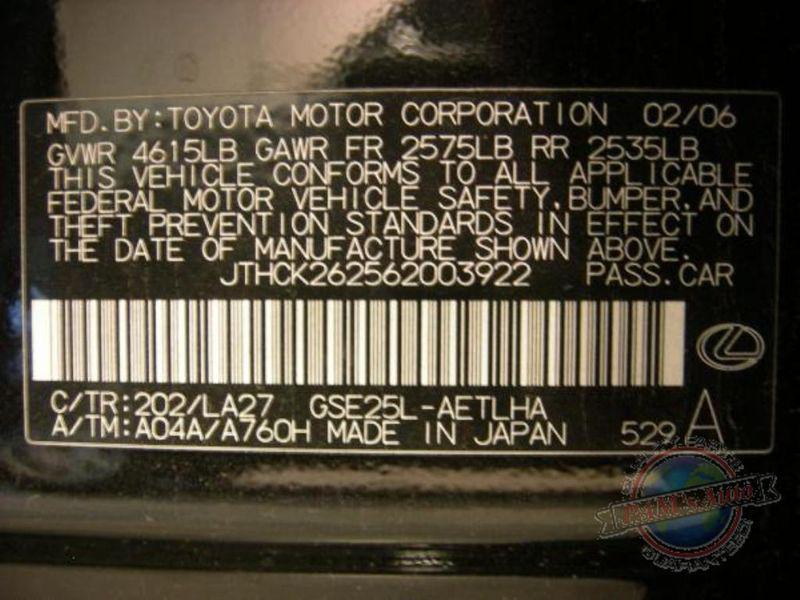 MFD. BY: TOYOTA MOTOR CORPORATION 02/06
GVWR 4615LB GAWR FR 2575LB RR 2535LB
THIS VEHICLE CONFORMS TO ALL APPLICABLE
FEDERAL MOTOR VEHICLE SAFETY, BUMPER, AND
THEFT PREVENTION STANDARDS IN EFFECT ON
THE DATE OF MANUFACTURE SHOWN ABOVE.
JTHCK262562003922 PASS. CAR
C/TR: 202/LA27 GSE25L-AETLHA
A/TM: A04A/A760H MADE IN JAPAN 529 A
Auto
GUARANTEED